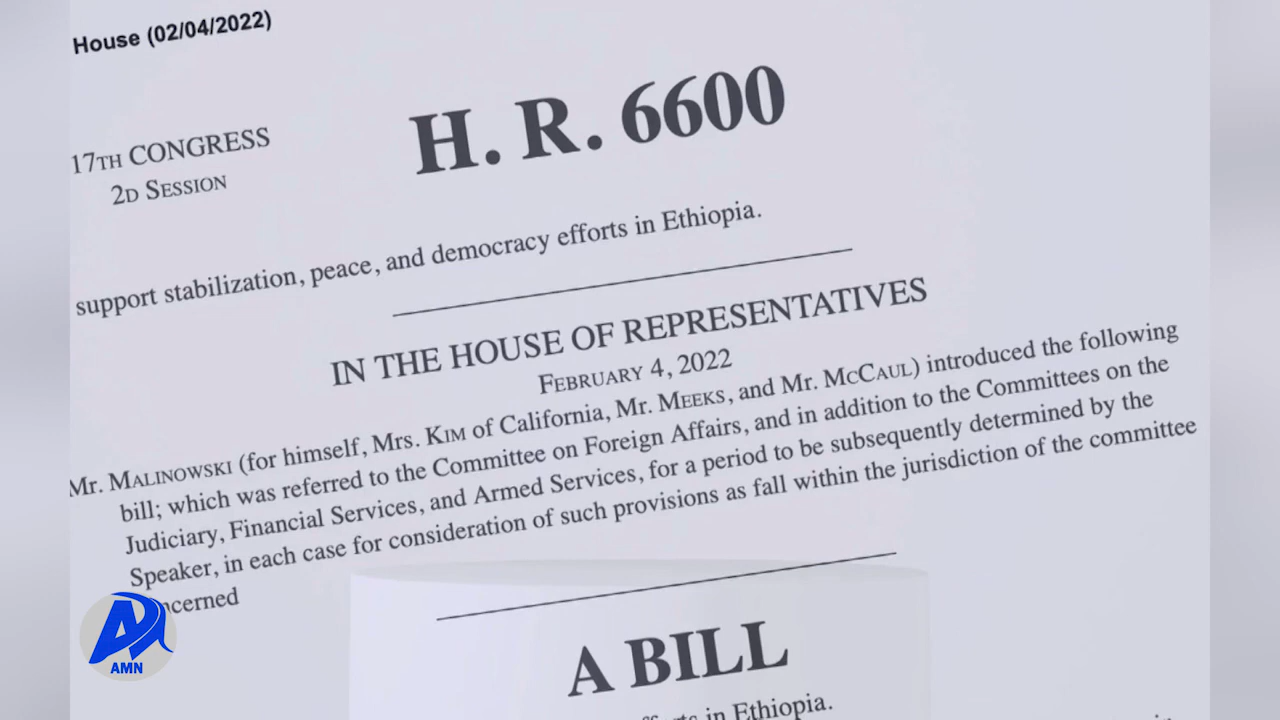 House (02/04/2022)
17TH CONGRESS
2D SESSION
H. R. 6600
support stabilization, peace, and democracy efforts in Ethiopia.
IN THE HOUSE OF REPRESENTATIVES
FEBRUARY 4, 2022
Mr. MALINOWSKI (for himself, Mrs. KIM of California, Mr. MEEKS, and Mr. MCCAUL) introduced the following
bill; which was referred to the Committee on Foreign Affairs, and in addition to the Committees on the
Judiciary, Financial Services, and Armed Services, for a period to be subsequently determined by the
Speaker, in each case for consideration of such provisions as fall within the jurisdiction of the committee
ncerned
A BILL
in Ethiopia.
AMN